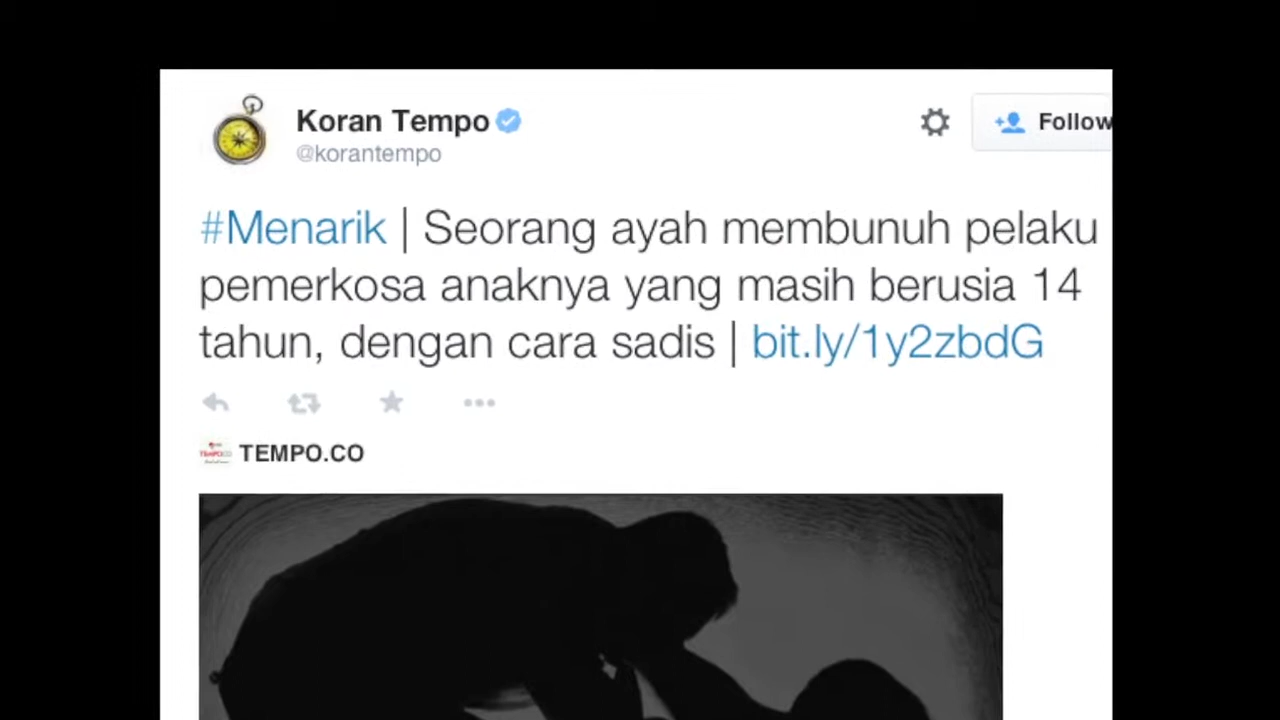 Koran Tempo
@korantempo
Follow
#Menarik | Seorang ayah membunuh pelaku
pemerkosa anaknya yang masih berusia 14
tahun, dengan cara sadis | bit.ly/1y2zbdG
TEMPO.CO